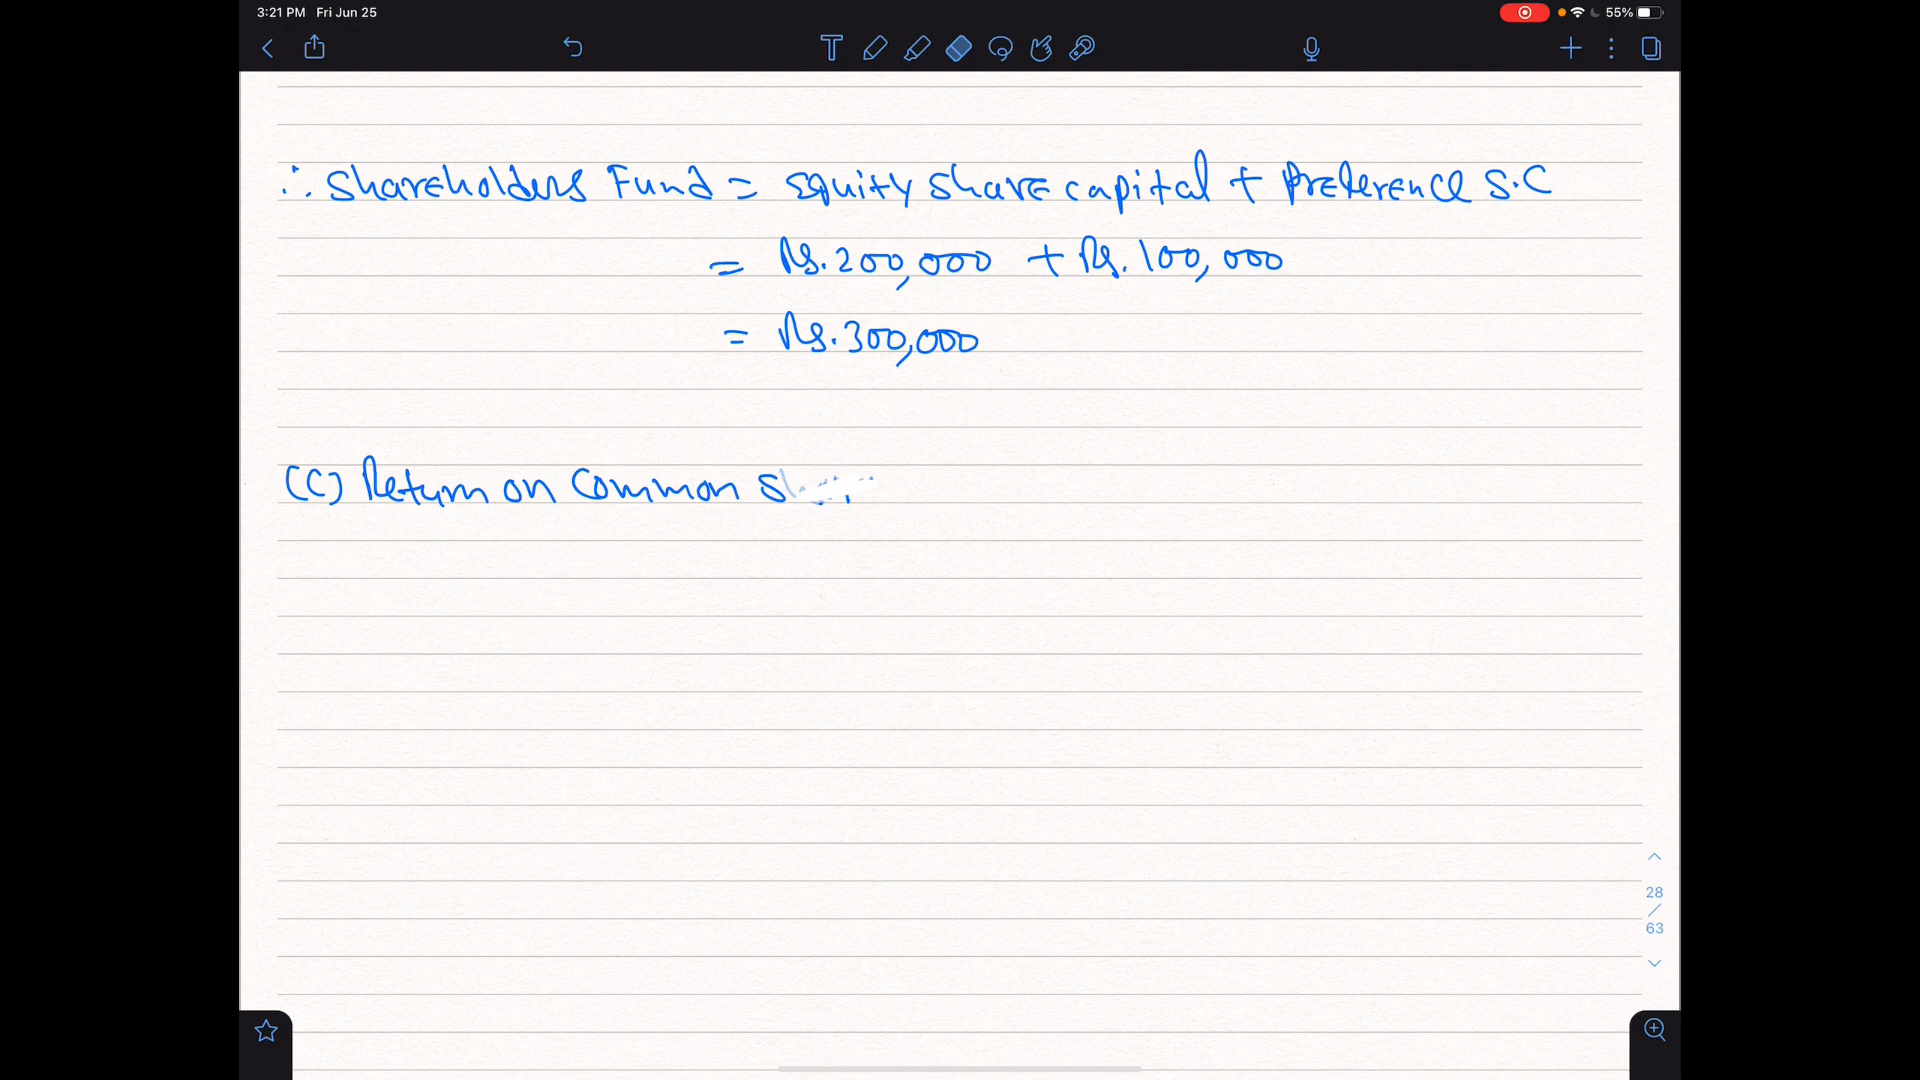 3:21 PM Fri Jun 25
55%
∴ Shareholders Fund = Equity share capital + Preference S.C
= Rs. 200,000 + Rs. 100,000
= Rs. 300,000
(C) Return on Common
28
/
63